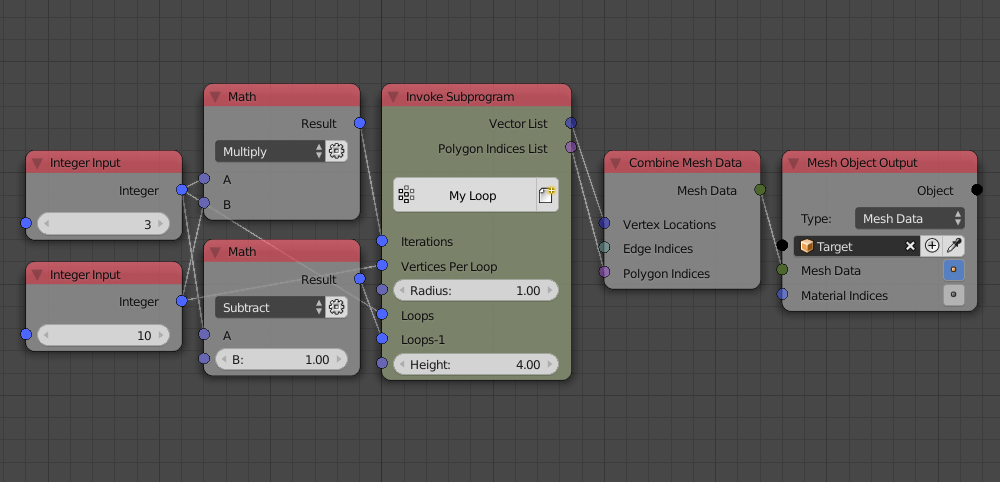 Integer Input
Integer
3
Integer Input
Integer
10
Math
Result
Multiply
A
B
Math
Result
Subtract
A
B: 1.00
Invoke Subprogram
Vector List
Polygon Indices List
My Loop
Iterations
Vertices Per Loop
Radius: 1.00
Loops
Loops-1
Height: 4.00
Combine Mesh Data
Mesh Data
Vertex Locations
Edge Indices
Polygon Indices
Mesh Object Output
Object
Type: Mesh Data
Target
Mesh Data
Material Indices